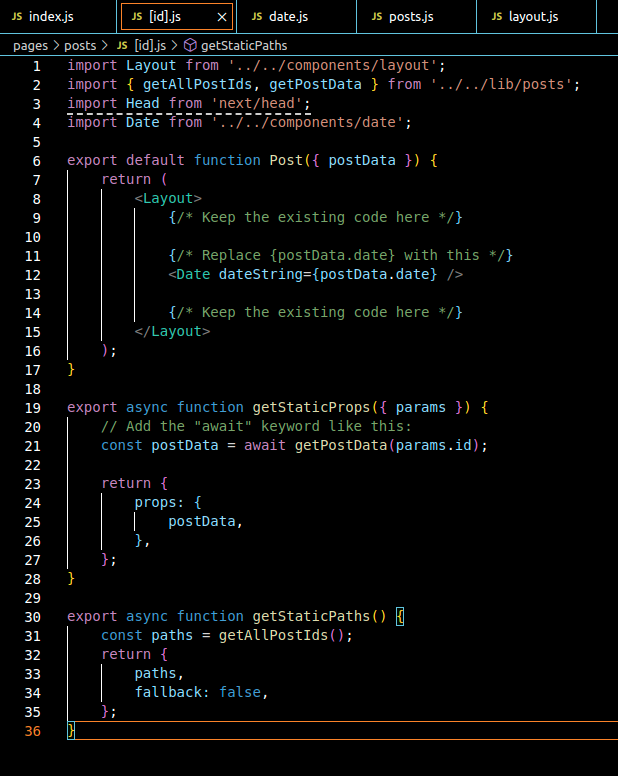 JS index.js JS [id].js × JS date.js JS posts.js JS layout.js
pages > posts > JS [id].js > getStaticPaths
1 import Layout from '../../components/layout';
2 import { getAllPostIds, getPostData } from '../../lib/posts';
3 import Head from 'next/head';
4 import Date from '../../components/date';
5
6 export default function Post({ postData }) {
7     return (
8         <Layout>
9             {/* Keep the existing code here */}
10
11             {/* Replace {postData.date} with this */}
12             <Date dateString={postData.date} />
13
14             {/* Keep the existing code here */}
15         </Layout>
16     );
17 }
18
19 export async function getStaticProps({ params }) {
20     // Add the "await" keyword like this:
21     const postData = await getPostData(params.id);
22
23     return {
24         props: {
25             postData,
26         },
27     };
28 }
29
30 export async function getStaticPaths() {
31     const paths = getAllPostIds();
32     return {
33         paths,
34         fallback: false,
35     };
36 }